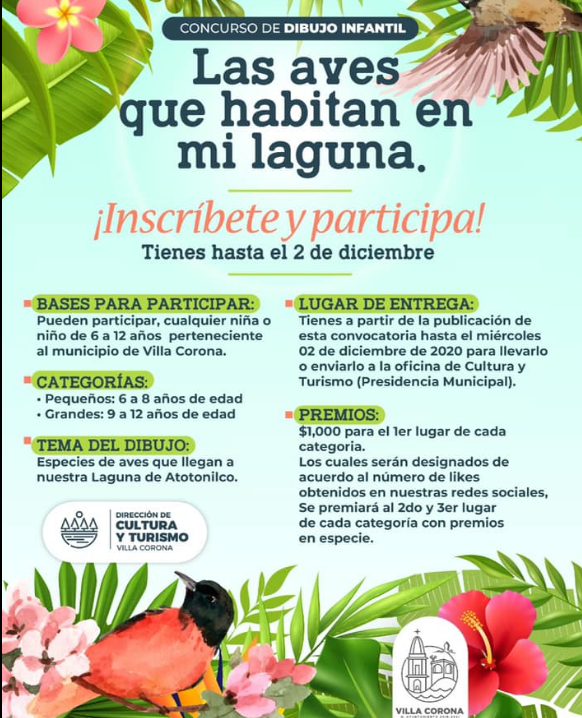 CONCURSO DE DIBUJO INFANTIL
Las aves
que habitan en
mi laguna.
¡Inscríbete y participa!
Tienes hasta el 2 de diciembre
BASES PARA PARTICIPAR:
Pueden participar, cualquier niña o
niño de 6 a 12 años perteneciente
al municipio de Villa Corona.
CATEGORÍAS:
• Pequeños: 6 a 8 años de edad
• Grandes: 9 a 12 años de edad
TEMA DEL DIBUJO:
Especies de aves que llegan a
nuestra Laguna de Atotonilco.
DIRECCIÓN DE
CULTURA
Y TURISMO
VILLA CORONA
LUGAR DE ENTREGA:
Tienes a partir de la publicación de
esta convocatoria hasta el miércoles
02 de diciembre de 2020 para llevarlo
o enviarlo a la oficina de Cultura y
Turismo (Presidencia Municipal).
PREMIOS:
$1,000 para el 1er lugar de cada
categoria.
Los cuales serán designados de
acuerdo al número de likes
obtenidos en nuestras redes sociales,
Se premiará al 2do y 3er lugar
de cada categoría con premios
en especie.
VILLA CORONA